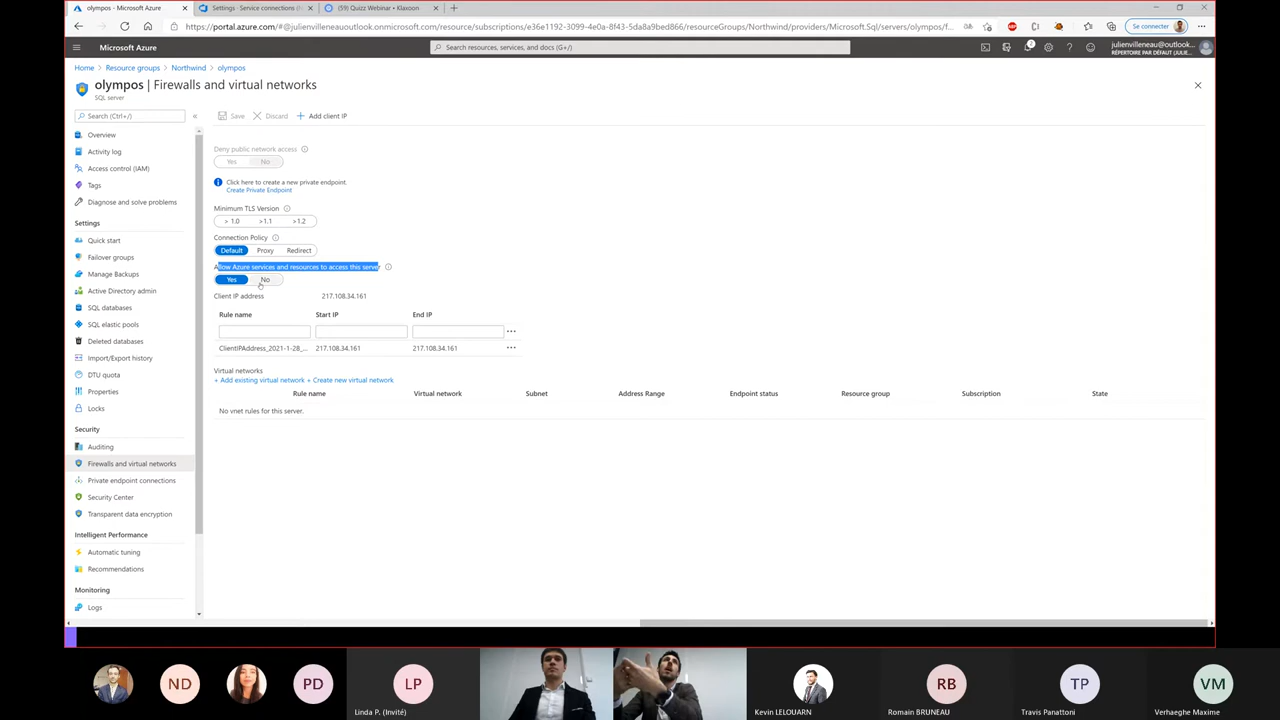 olympos - Microsoft Azure
Settings · Service connections (N
(59) Quizz Webinar • Klaxoon
https://portal.azure.com/#@julienvilleneauoutlook.onmicrosoft.com/resource/subscriptions/e36e1192-3099-4e0a-8f43-5da8a9bed866/resourceGroups/Northwind/providers/Microsoft.Sql/servers/olympos/f...
Se connecter
Microsoft Azure
Search resources, services, and docs (G+/)
julienvilleneau@outlook....
RÉPERTOIRE PAR DÉFAUT (JULIE...
Home > Resource groups > Northwind > olympos
olympos | Firewalls and virtual networks
SQL server
Search (Ctrl+/)
Save
Discard
Add client IP
Overview
Activity log
Access control (IAM)
Tags
Diagnose and solve problems
Settings
Quick start
Failover groups
Manage Backups
Active Directory admin
SQL databases
SQL elastic pools
Deleted databases
Import/Export history
DTU quota
Properties
Locks
Security
Auditing
Firewalls and virtual networks
Private endpoint connections
Security Center
Transparent data encryption
Intelligent Performance
Automatic tuning
Recommendations
Monitoring
Logs
Deny public network access
Yes No
Click here to create a new private endpoint.
Create Private Endpoint
Minimum TLS Version
> 1.0 >1.1 >1.2
Connection Policy
Default Proxy Redirect
Allow Azure services and resources to access this server
Yes No
Client IP address 217.108.34.161
Rule name Start IP End IP
ClientIPAddress_2021-1-28_... 217.108.34.161 217.108.34.161 ...
Virtual networks
+ Add existing virtual network + Create new virtual network
Rule name Virtual network Subnet Address Range Endpoint status Resource group Subscription State
No vnet rules for this server.
ND
PD
LP
Linda P. (Invité)
Kevin LELOUARN
RB
Romain BRUNEAU
TP
Travis Panattoni
VM
Verhaeghe Maxime